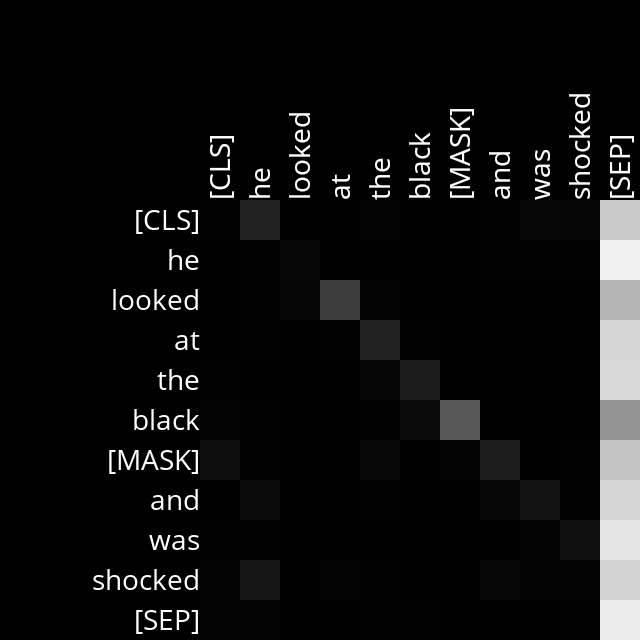 [CLS] he looked at the black [MASK] and was shocked [SEP]
[CLS]
he
looked
at
the
black
[MASK]
and
was
shocked
[SEP]